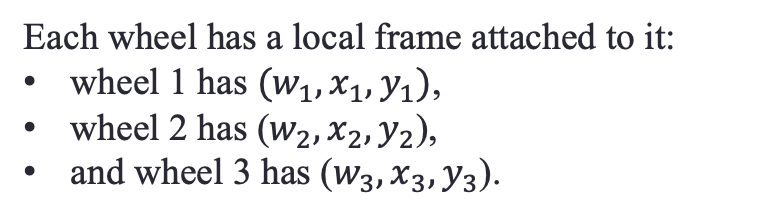 Each wheel has a local frame attached to it:
• wheel 1 has (w₁, x₁, y₁),
• wheel 2 has (w₂, x₂, y₂),
• and wheel 3 has (w₃, x₃, y₃).